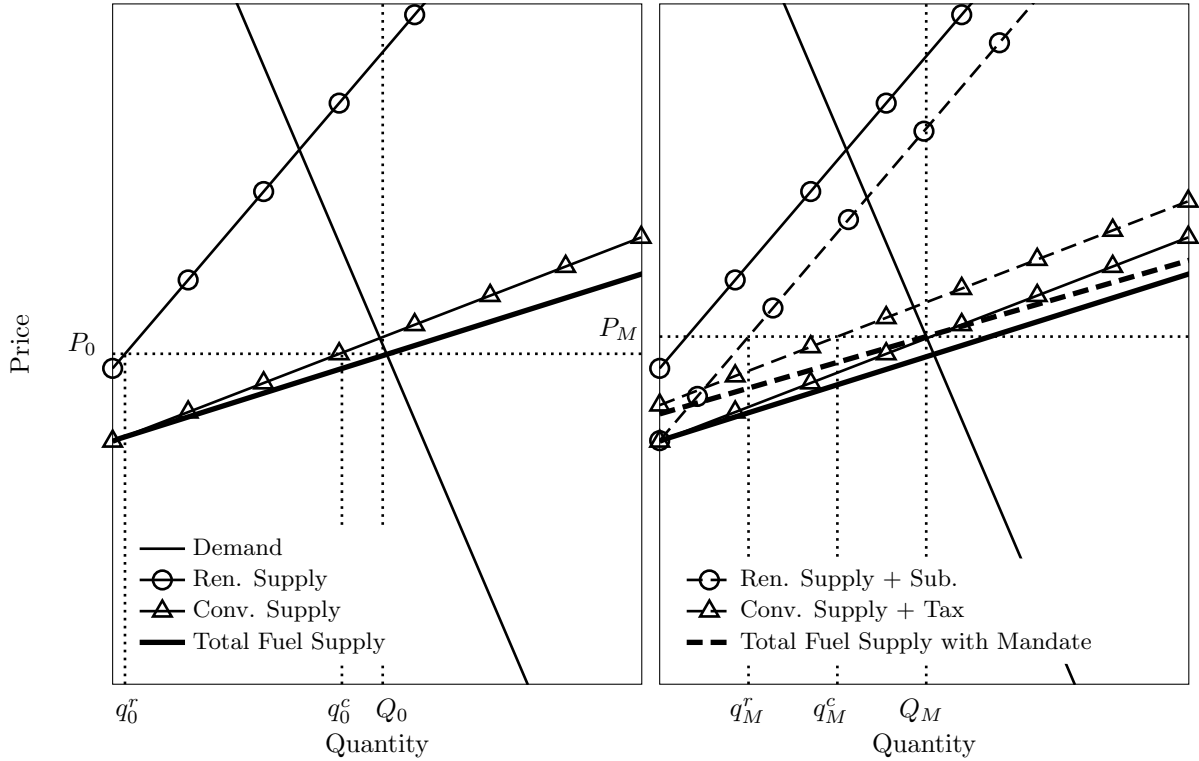 Price
P_0
P_M
Demand
Ren. Supply
Conv. Supply
Total Fuel Supply
Ren. Supply + Sub.
Conv. Supply + Tax
Total Fuel Supply with Mandate
q_0^r q_0^c Q_0
q_M^r q_M^c Q_M
Quantity
Quantity